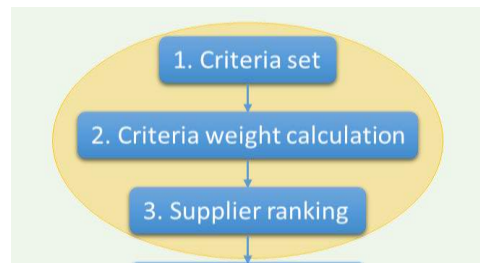 1. Criteria set
2. Criteria weight calculation
3. Supplier ranking